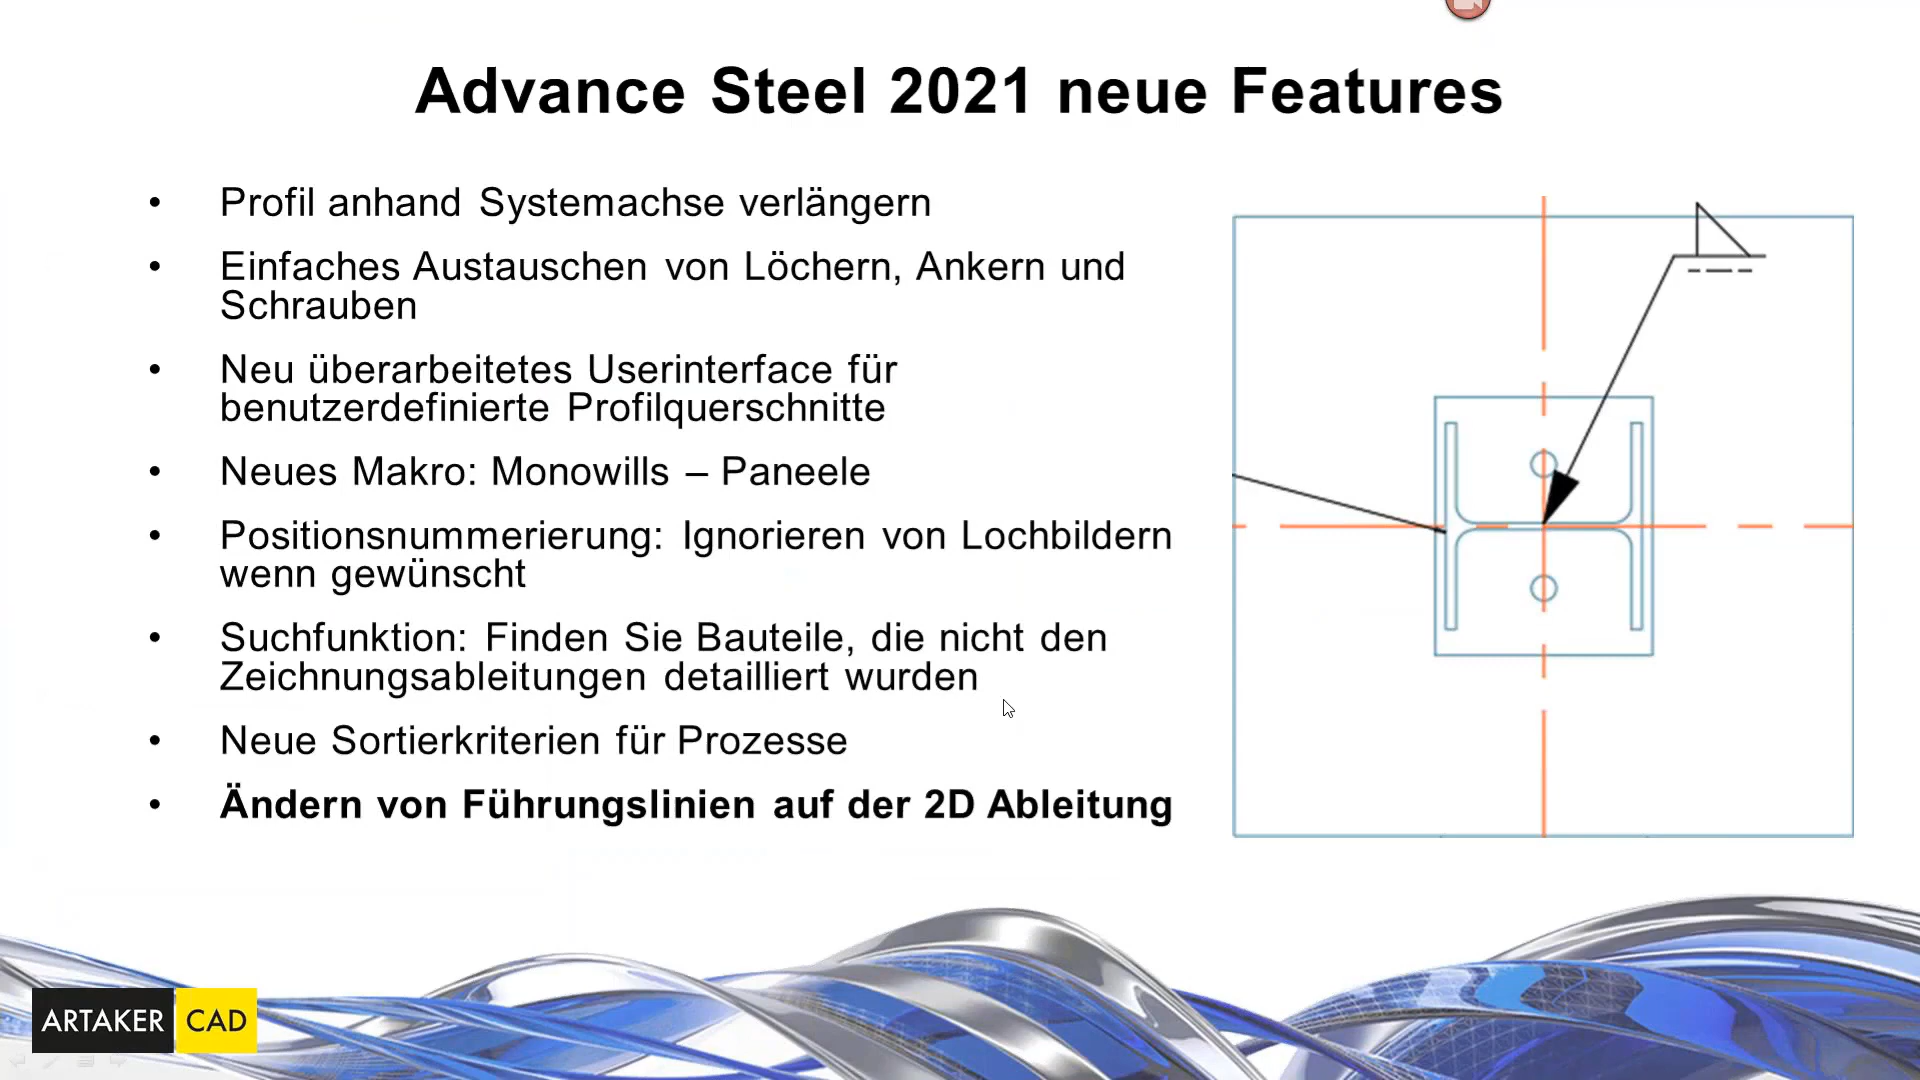 Advance Steel 2021 neue Features
• Profil anhand Systemachse verlängern
• Einfaches Austauschen von Löchern, Ankern und
Schrauben
• Neu überarbeitetes Userinterface für
benutzerdefinierte Profilquerschnitte
• Neues Makro: Monowills – Paneele
• Positionsnummerierung: Ignorieren von Lochbildern
wenn gewünscht
• Suchfunktion: Finden Sie Bauteile, die nicht den
Zeichnungsableitungen detailliert wurden
• Neue Sortierkriterien für Prozesse
• Ändern von Führungslinien auf der 2D Ableitung
ARTAKER CAD